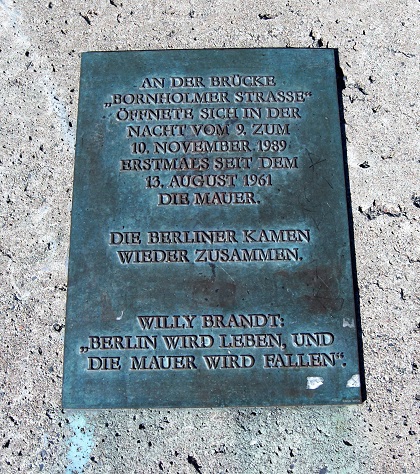 AN DER BRÜCKE
„BORNHOLMER STRASSE“
ÖFFNETE SICH IN DER
NACHT VOM 9. ZUM
10. NOVEMBER 1989
ERSTMALS SEIT DEM
13. AUGUST 1961
DIE MAUER.
DIE BERLINER KAMEN
WIEDER ZUSAMMEN.
WILLY BRANDT:
„BERLIN WIRD LEBEN, UND
DIE MAUER WIRD FALLEN“.